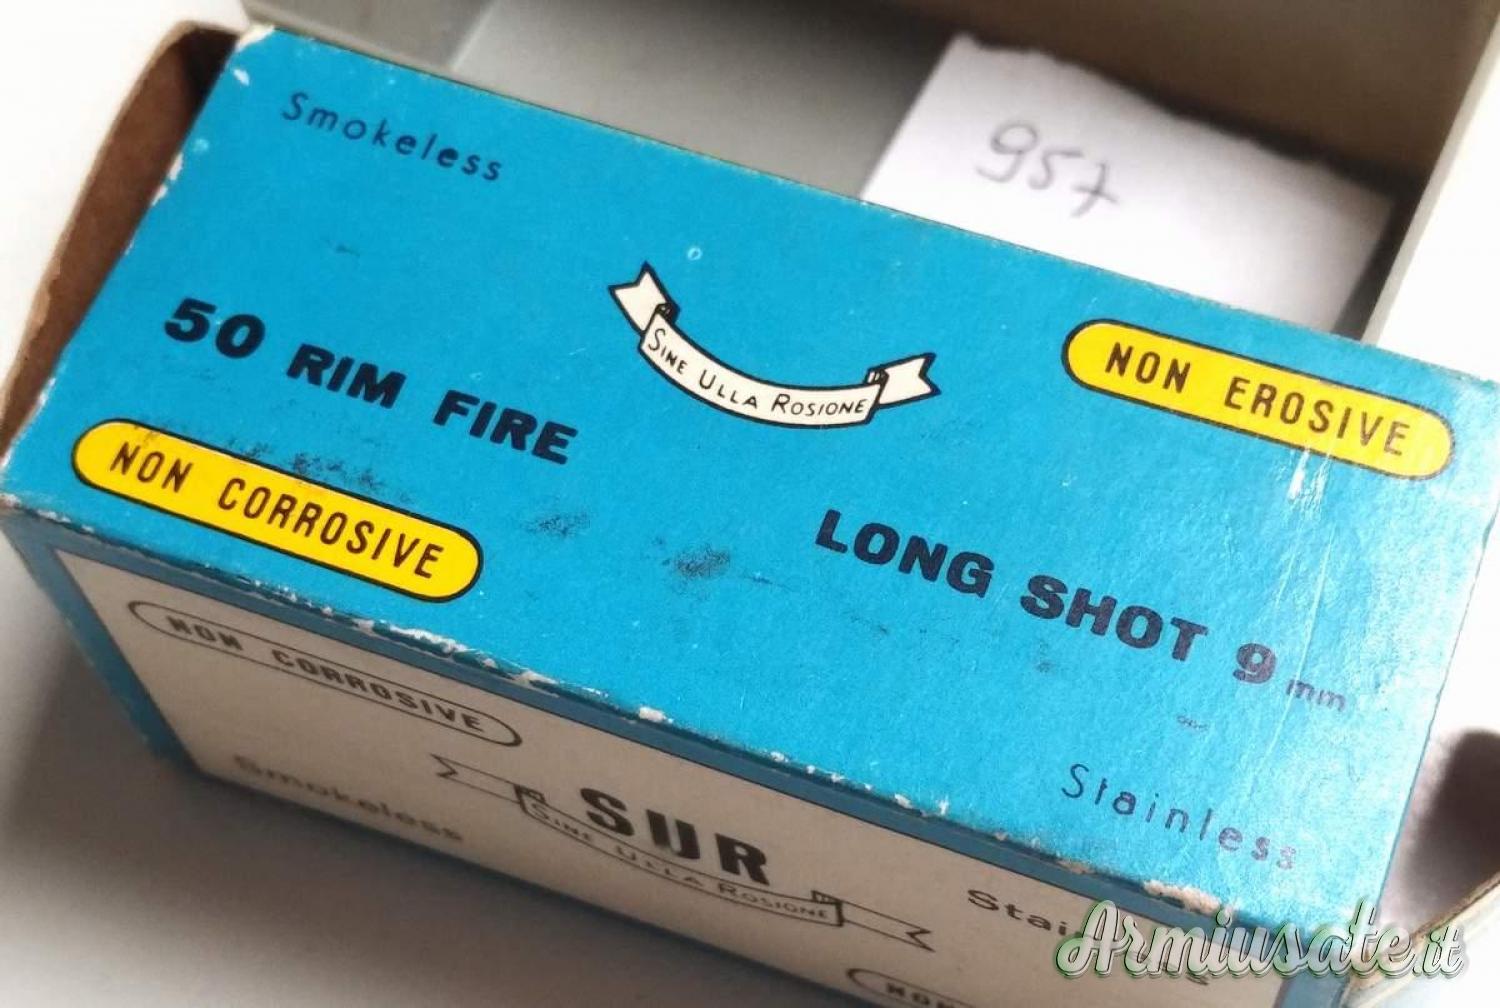 Smokeless
957
50 RIM FIRE
SINE ULLA ROSIONE
NON EROSIVE
NON CORROSIVE
LONG SHOT 9 mm
Stainless
NON CORROSIVE
Smokeless
SUR
SINE ULLA ROSIONE
Armiusate.it